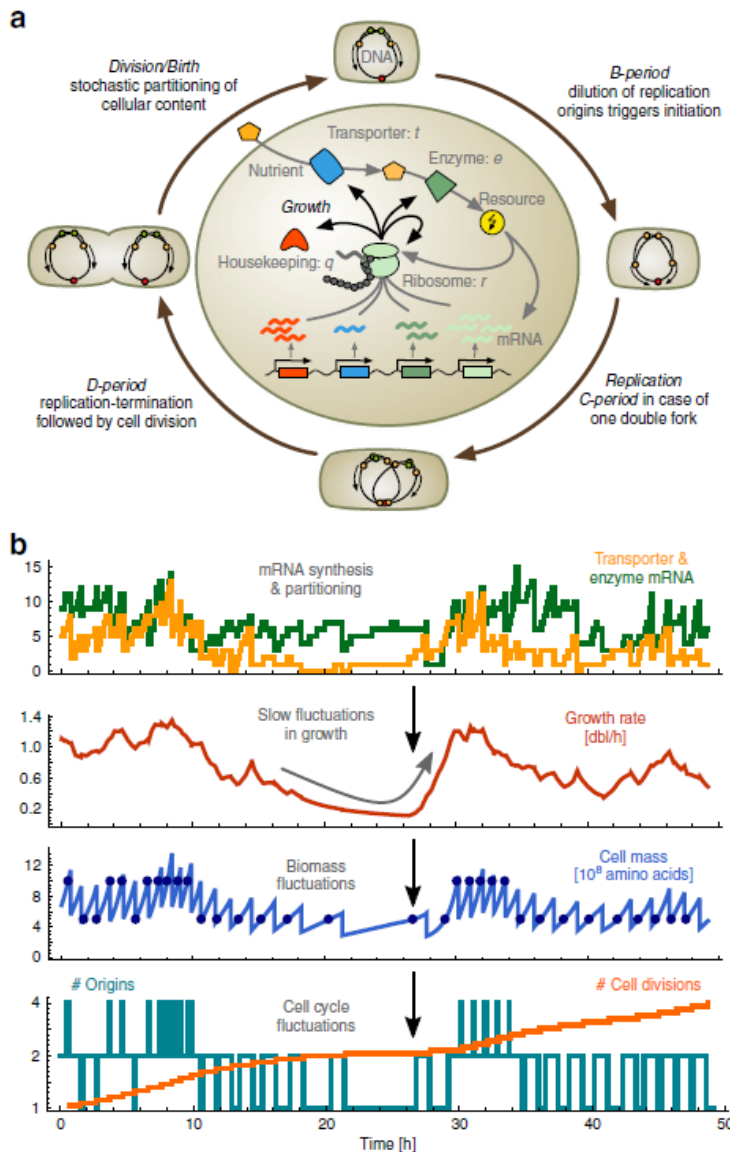 a
DNA
Division/Birth
stochastic partitioning of
cellular content
B-period
dilution of replication
origins triggers initiation
Transporter: t
Nutrient
Enzyme: e
Resource
Growth
Housekeeping: q
Ribosome: r
mRNA
D-period
replication-termination
followed by cell division
Replication
C-period in case of
one double fork
b
15
10
5
0
mRNA synthesis
& partitioning
Transporter &
enzyme mRNA
1.4
1.0
0.6
0.2
Slow fluctuations
in growth
Growth rate
[dbl/h]
12
8
4
0
Biomass
fluctuations
Cell mass
[10⁸ amino acids]
# Origins
Cell cycle
fluctuations
# Cell divisions
4
2
1
0 10 20 30 40 50
Time [h]